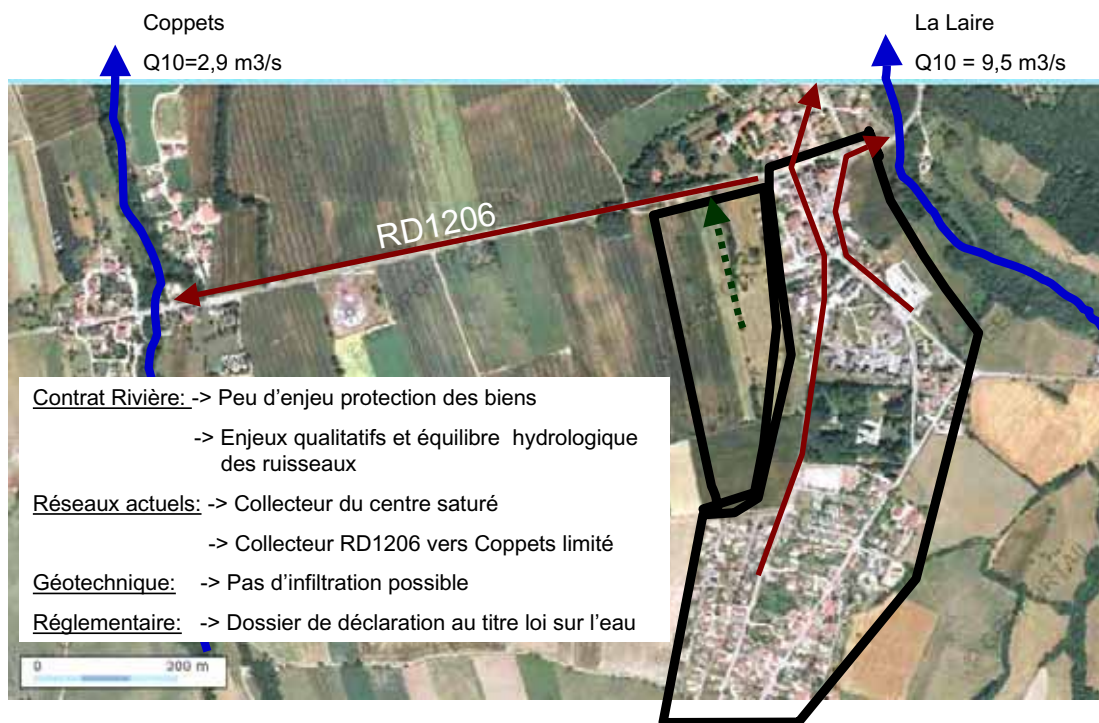 Coppets
Q10=2,9 m3/s
La Laire
Q10 = 9,5 m3/s
RD1206
Contrat Rivière: -> Peu d'enjeu protection des biens
-> Enjeux qualitatifs et équilibre hydrologique
des ruisseaux
Réseaux actuels: -> Collecteur du centre saturé
-> Collecteur RD1206 vers Coppets limité
Géotechnique: -> Pas d'infiltration possible
Réglementaire: -> Dossier de déclaration au titre loi sur l'eau
0 200 m